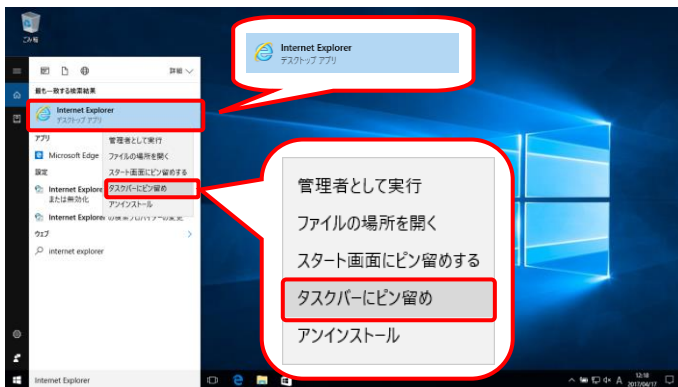 ごみ箱
詳細
最も一致する検索結果
Internet Explorer
デスクトップ アプリ
アプリ
Microsoft Edge
設定
Internet Explore
または無効化
Internet Explorer の検索プロバイダーの変更
ウェブ
internet explorer
管理者として実行
ファイルの場所を開く
スタート画面にピン留めする
タスクバーにピン留め
アンインストール
Internet Explorer
デスクトップ アプリ
管理者として実行
ファイルの場所を開く
スタート画面にピン留めする
タスクバーにピン留め
アンインストール
Internet Explorer
A
12:18
2017/04/17